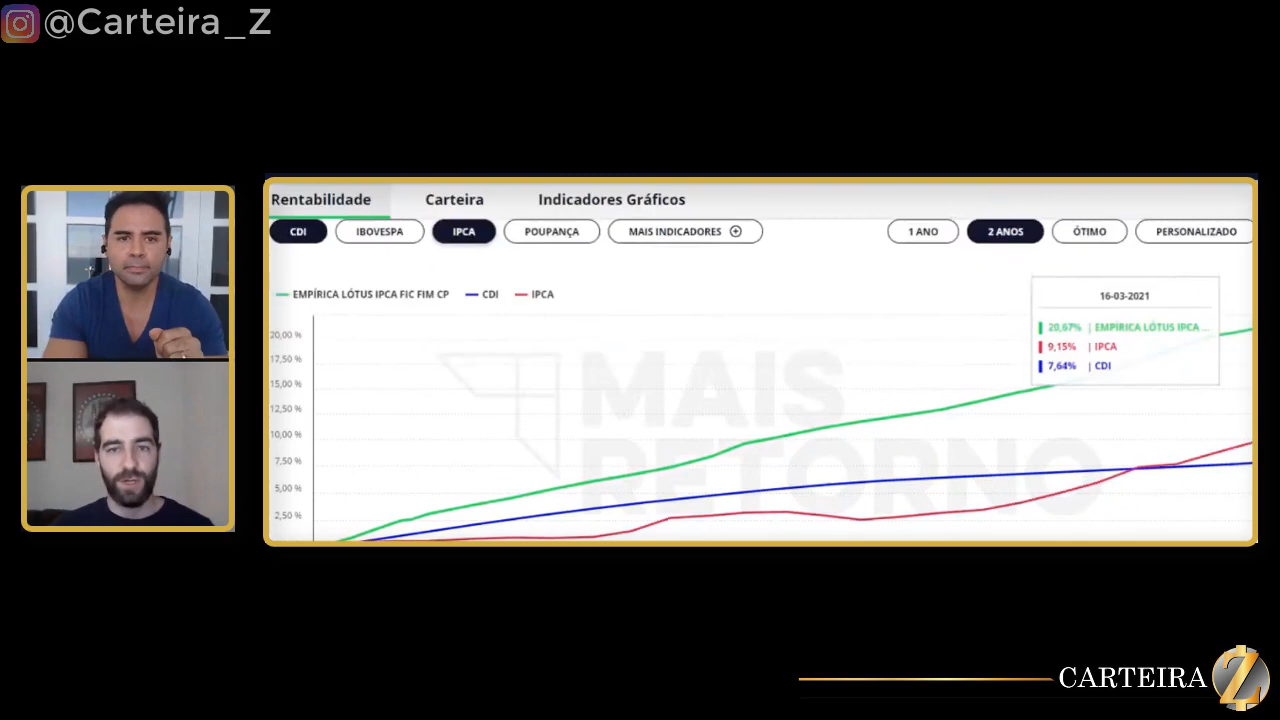 @Carteira_Z
Rentabilidade Carteira Indicadores Gráficos
CDI IBOVESPA IPCA POUPANÇA MAIS INDICADORES 1 ANO 2 ANOS ÓTIMO PERSONALIZADO
EMPÍRICA LÓTUS IPCA FIC FIM CP CDI IPCA
16-03-2021
20,67% | EMPÍRICA LÓTUS IPCA ...
9,15% | IPCA
7,64% | CDI
20,00 %
17,50 %
15,00 %
12,50 %
10,00 %
7,50 %
5,00 %
2,50 %
MAIS
RETORNO
CARTEIRA Z